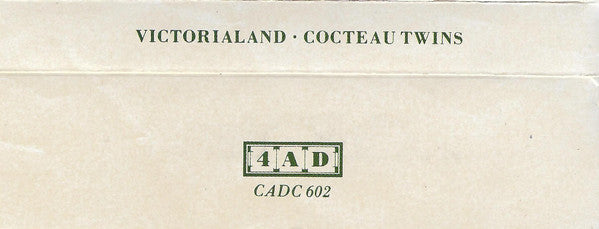 VICTORIALAND · COCTEAU TWINS
4AD
CADC 602